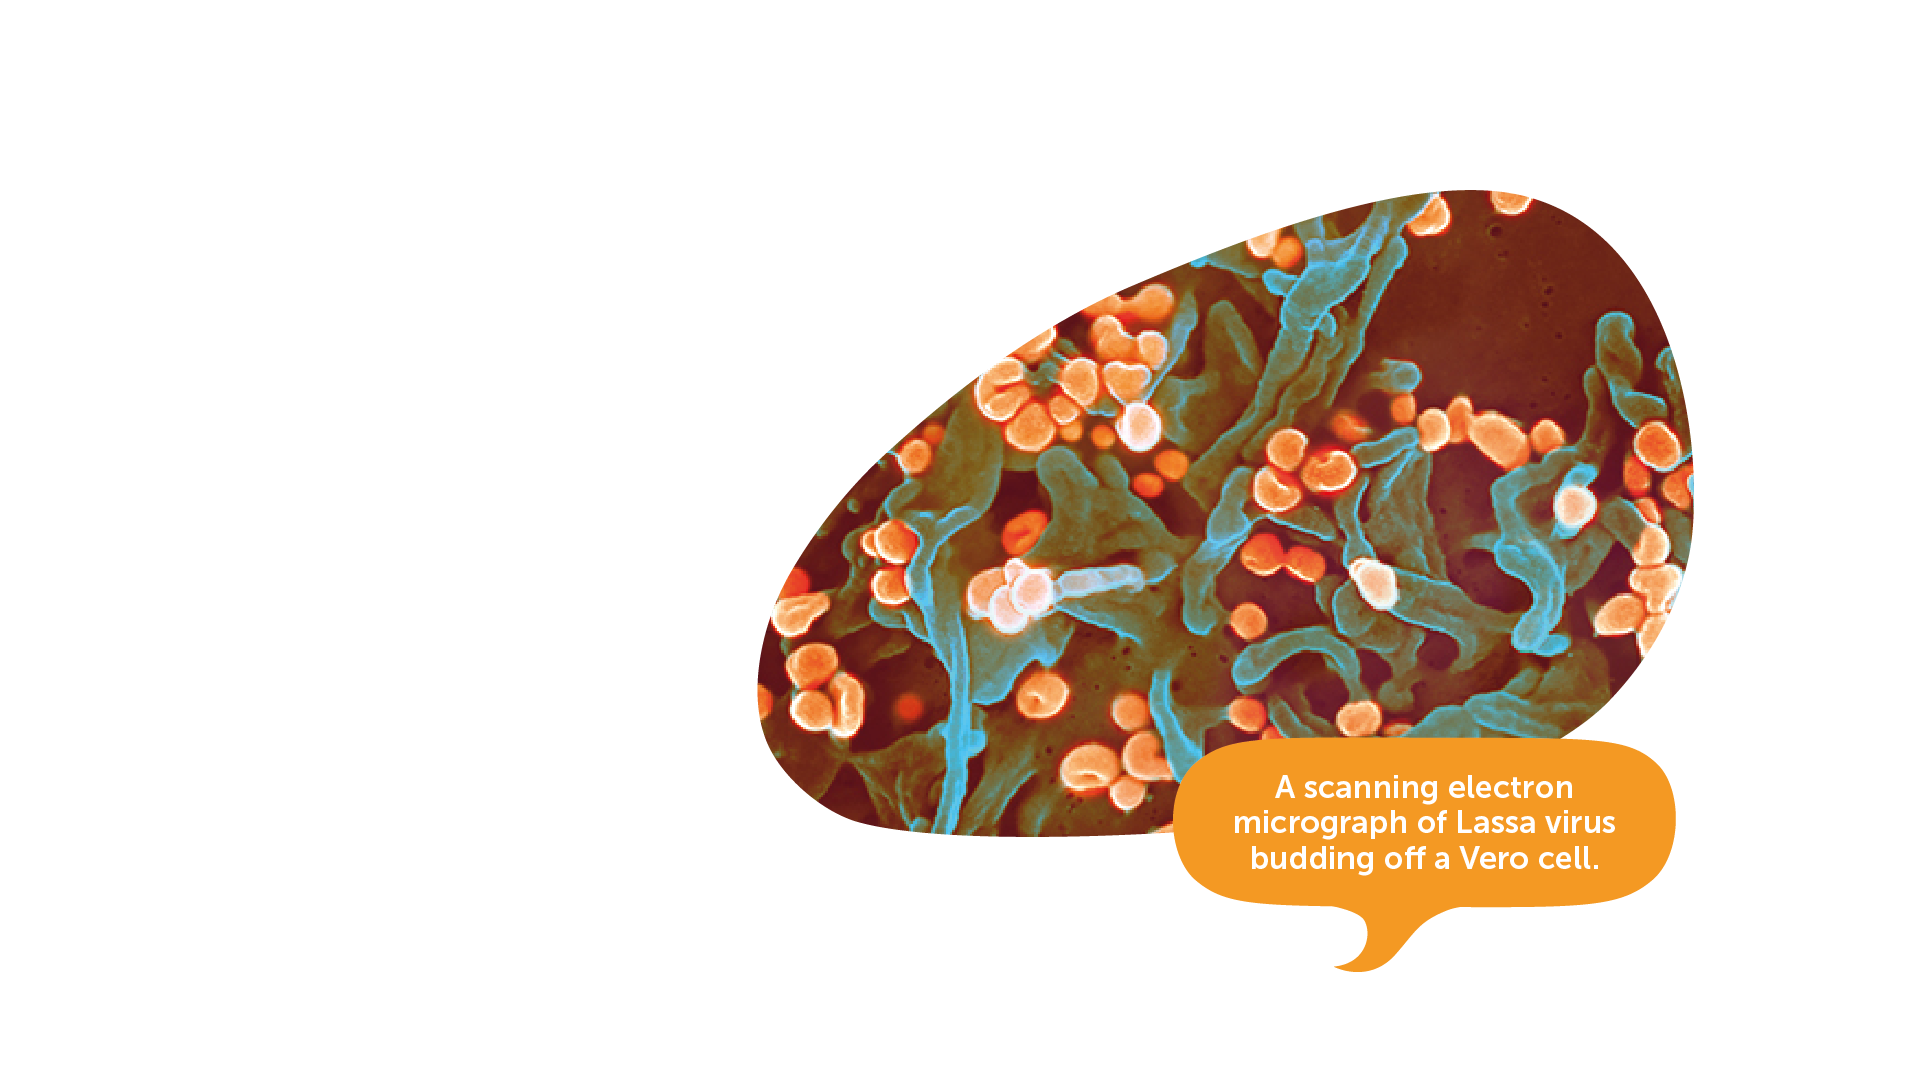 A scanning electron
micrograph of Lassa virus
budding off a Vero cell.